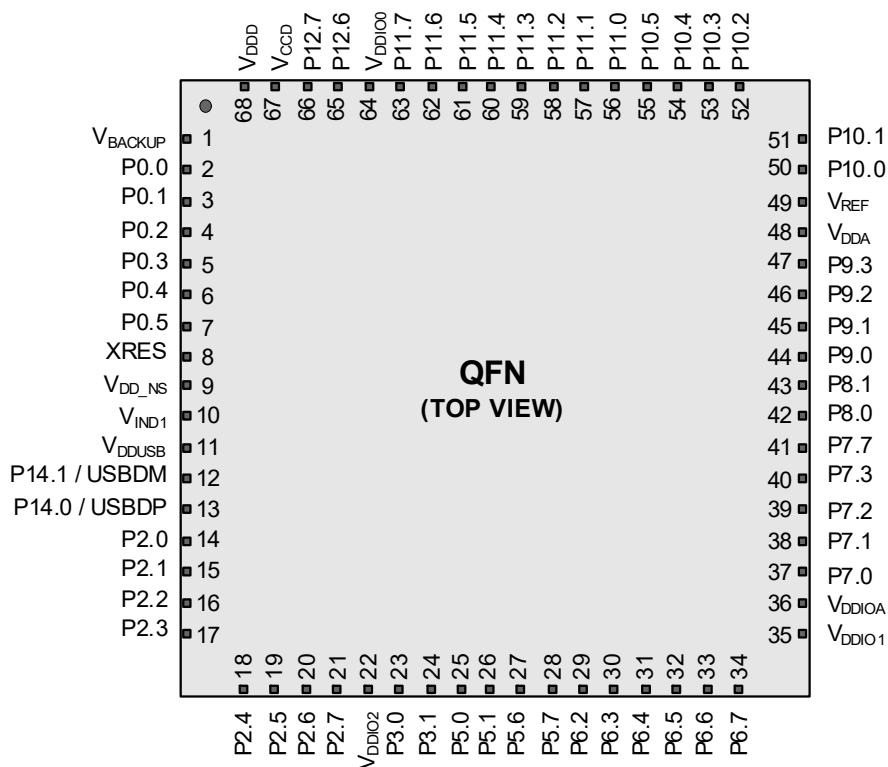 VDDD VCCD P12.7 P12.6 VDDIO0 P11.7 P11.6 P11.5 P11.4 P11.3 P11.2 P11.1 P11.0 P10.5 P10.4 P10.3 P10.2
68 67 66 65 64 63 62 61 60 59 58 57 56 55 54 53 52
VBACKUP 1
P0.0 2
P0.1 3
P0.2 4
P0.3 5
P0.4 6
P0.5 7
XRES 8
VDD_NS 9
VIND1 10
VDDUSB 11
P14.1 / USBDM 12
P14.0 / USBDP 13
P2.0 14
P2.1 15
P2.2 16
P2.3 17
QFN
(TOP VIEW)
51 P10.1
50 P10.0
49 VREF
48 VDDA
47 P9.3
46 P9.2
45 P9.1
44 P9.0
43 P8.1
42 P8.0
41 P7.7
40 P7.3
39 P7.2
38 P7.1
37 P7.0
36 VDDIOA
35 VDDIO1
18 19 20 21 22 23 24 25 26 27 28 29 30 31 32 33 34
P2.4 P2.5 P2.6 P2.7 VDDIO2 P3.0 P3.1 P5.0 P5.1 P5.6 P5.7 P6.2 P6.3 P6.4 P6.5 P6.6 P6.7